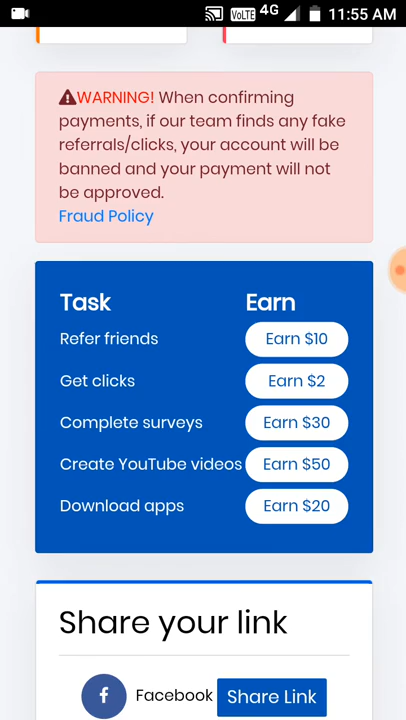 VoLTE 4G 11:55 AM
WARNING! When confirming
payments, if our team finds any fake
referrals/clicks, your account will be
banned and your payment will not
be approved.
Fraud Policy
Task Earn
Refer friends Earn $10
Get clicks Earn $2
Complete surveys Earn $30
Create YouTube videos Earn $50
Download apps Earn $20
Share your link
f Facebook Share Link